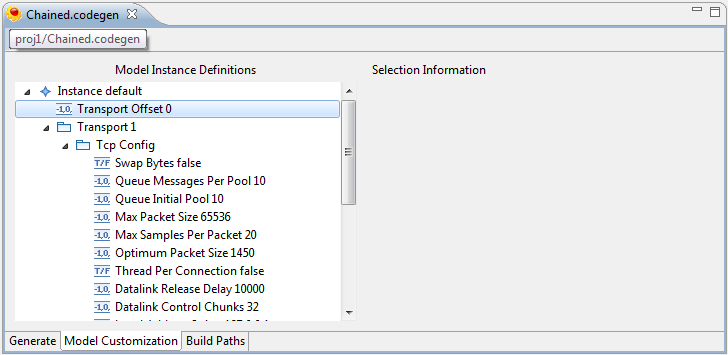 Chained.codegen
proj1/Chained.codegen
Model Instance Definitions
Selection Information
Instance default
-1,0, Transport Offset 0
Transport 1
Tcp Config
T/F Swap Bytes false
-1,0, Queue Messages Per Pool 10
-1,0, Queue Initial Pool 10
-1,0, Max Packet Size 65536
-1,0, Max Samples Per Packet 20
-1,0, Optimum Packet Size 1450
T/F Thread Per Connection false
-1,0, Datalink Release Delay 10000
-1,0, Datalink Control Chunks 32
Generate Model Customization Build Paths